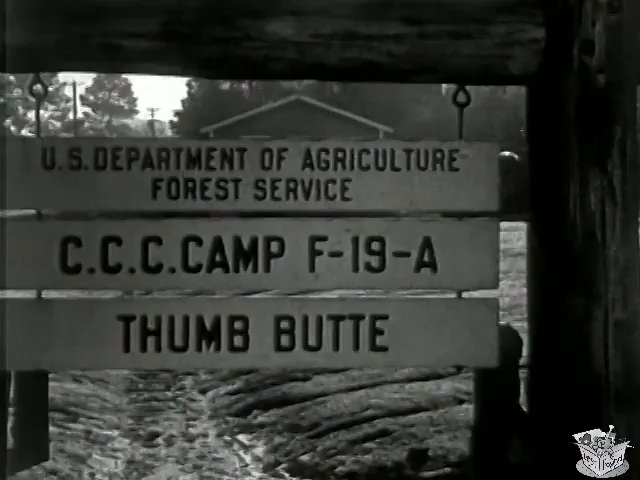 U.S. DEPARTMENT OF AGRICULTURE
FOREST SERVICE
C.C.C. CAMP F-19-A
THUMB BUTTE